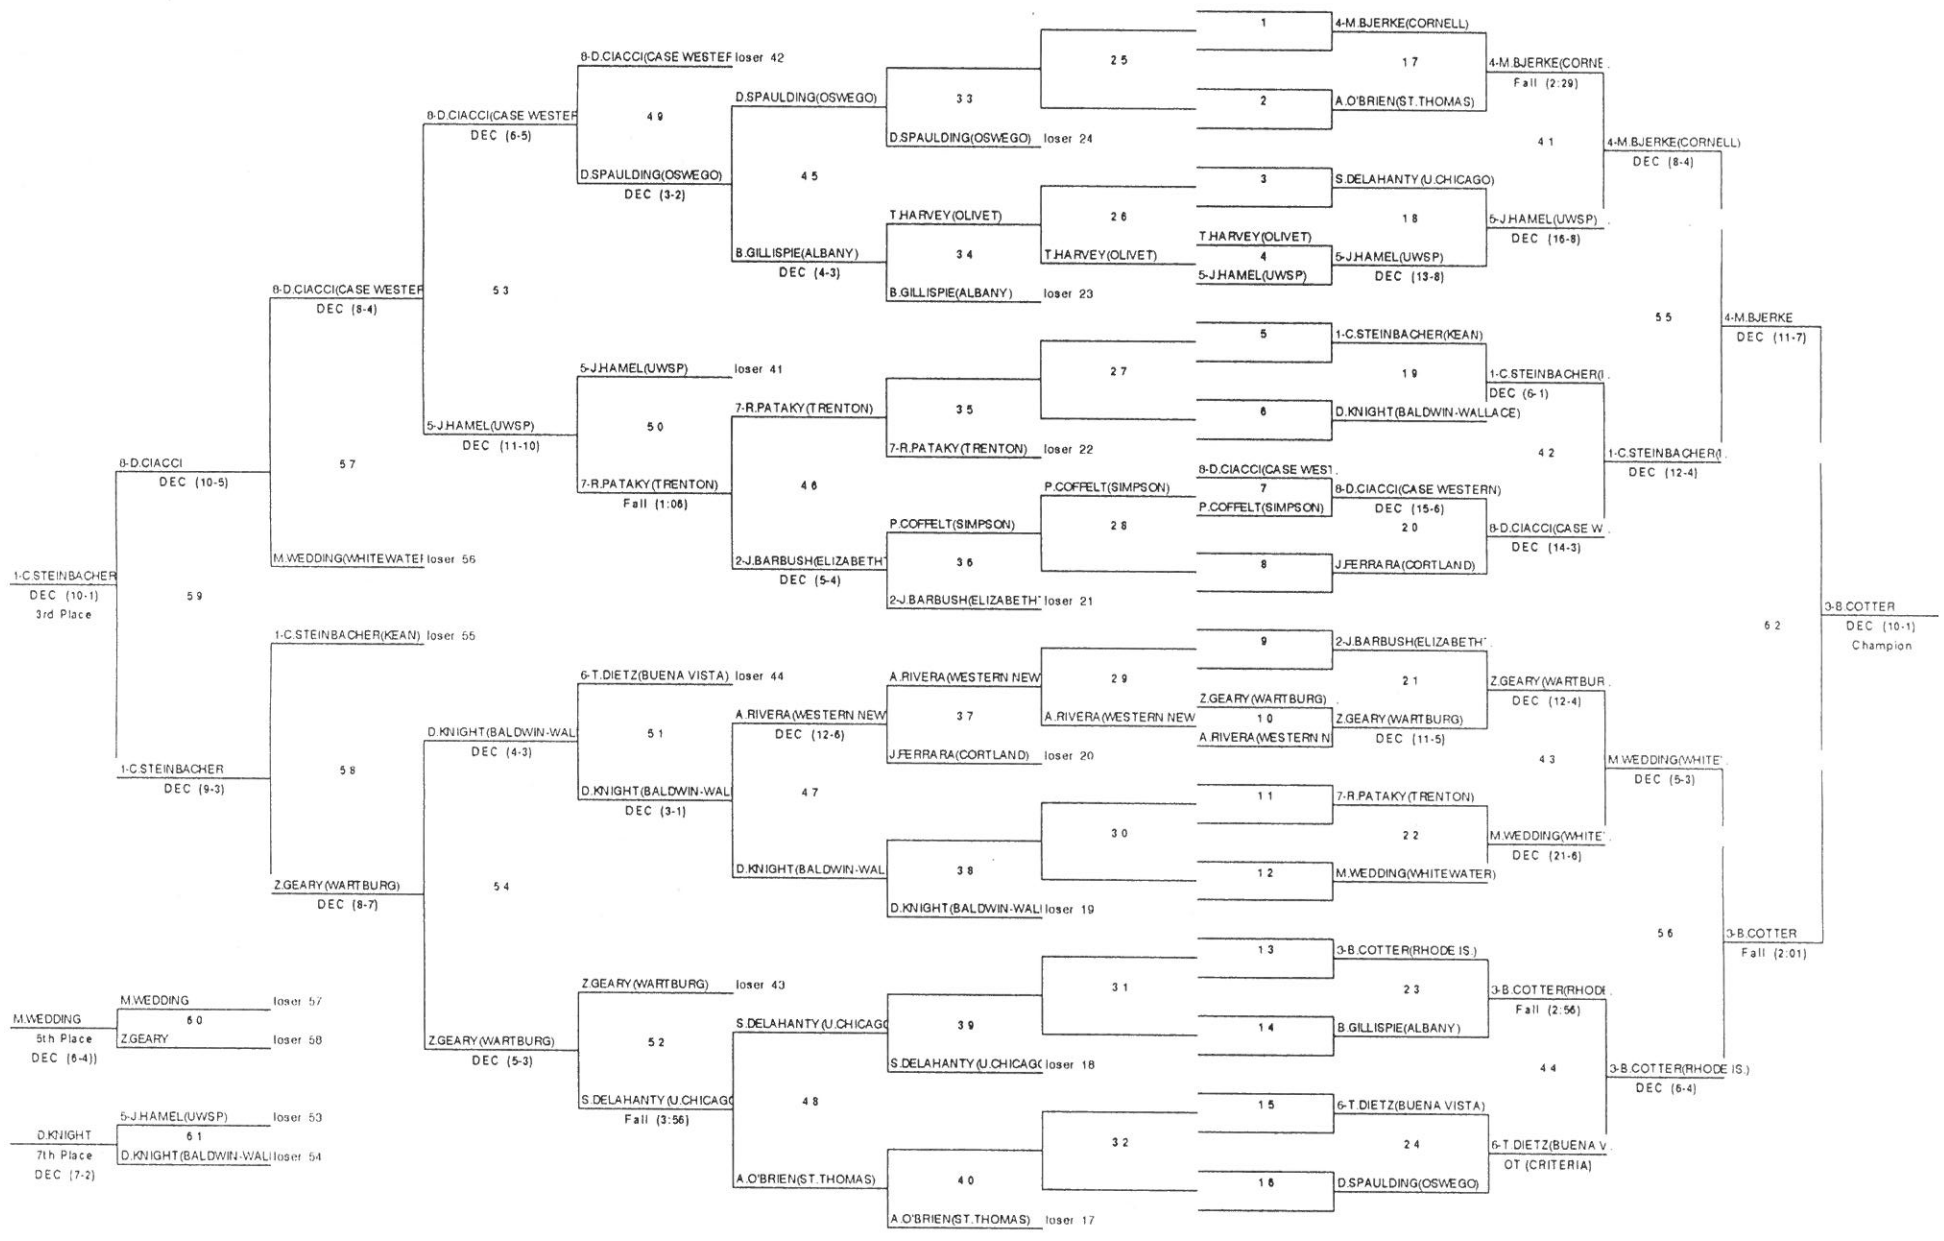 1
4-M.BJERKE(CORNELL)
17
2
A.O'BRIEN(ST.THOMAS)
4-M.BJERKE(CORNE
Fall (2:29)
41
3
S.DELAHANTY(U.CHICAGO)
18
T.HARVEY(OLIVET)
4
5-J.HAMEL(UWSP)
5-J.HAMEL(UWSP)
DEC (13-8)
5-J.HAMEL(UWSP)
DEC (16-8)
4-M.BJERKE(CORNELL)
DEC (8-4)
55
5
1-C.STEINBACHER(KEAN)
19
6
D.KNIGHT(BALDWIN-WALLACE)
1-C.STEINBACHER(
DEC (6-1)
42
8-D.CIACCI(CASE WEST
7
P.COFFELT(SIMPSON)
8-D.CIACCI(CASE WESTERN)
DEC (15-6)
20
8
J.FERRARA(CORTLAND)
8-D.CIACCI(CASE W
DEC (14-3)
1-C.STEINBACHER(
DEC (12-4)
4-M.BJERKE
DEC (11-7)
62
9
2-J.BARBUSH(ELIZABETH
21
Z.GEARY(WARTBURG)
10
A.RIVERA(WESTERN N
Z.GEARY(WARTBURG)
DEC (11-5)
Z.GEARY(WARTBUR
DEC (12-4)
43
11
7-R.PATAKY(TRENTON)
22
12
M.WEDDING(WHITEWATER)
M.WEDDING(WHITE
DEC (21-6)
M.WEDDING(WHITE
DEC (5-3)
56
13
3-B.COTTER(RHODE IS.)
23
14
B.GILLISPIE(ALBANY)
3-B.COTTER(RHODE
Fall (2:56)
44
15
6-T.DIETZ(BUENA VISTA)
24
16
D.SPAULDING(OSWEGO)
6-T.DIETZ(BUENA V
OT (CRITERIA)
3-B.COTTER(RHODE IS.)
DEC (6-4)
3-B.COTTER
Fall (2:01)
3-B.COTTER
DEC (10-1)
Champion
25
33
D.SPAULDING(OSWEGO) loser 24
D.SPAULDING(OSWEGO)
45
26
T.HARVEY(OLIVET)
T.HARVEY(OLIVET)
34
B.GILLISPIE(ALBANY) loser 23
B.GILLISPIE(ALBANY)
DEC (4-3)
8-D.CIACCI(CASE WESTER loser 42
49
D.SPAULDING(OSWEGO)
DEC (3-2)
8-D.CIACCI(CASE WESTER
DEC (6-5)
53
27
35
7-R.PATAKY(TRENTON) loser 22
7-R.PATAKY(TRENTON)
46
P.COFFELT(SIMPSON)
28
P.COFFELT(SIMPSON)
36
2-J.BARBUSH(ELIZABETH loser 21
2-J.BARBUSH(ELIZABETH
DEC (5-4)
5-J.HAMEL(UWSP) loser 41
50
7-R.PATAKY(TRENTON)
Fall (1:06)
5-J.HAMEL(UWSP)
DEC (11-10)
8-D.CIACCI(CASE WESTER
DEC (8-4)
57
M.WEDDING(WHITEWATER loser 56
8-D.CIACCI
DEC (10-5)
59
1-C.STEINBACHER
DEC (10-1)
3rd Place
1-C.STEINBACHER(KEAN) loser 55
58
1-C.STEINBACHER
DEC (9-3)
29
A.RIVERA(WESTERN NEW
A.RIVERA(WESTERN NEW
37
J.FERRARA(CORTLAND) loser 20
A.RIVERA(WESTERN NEW
DEC (12-6)
47
30
38
D.KNIGHT(BALDWIN-WALL loser 19
D.KNIGHT(BALDWIN-WAL
6-T.DIETZ(BUENA VISTA) loser 44
51
D.KNIGHT(BALDWIN-WAL
DEC (3-1)
D.KNIGHT(BALDWIN-WAL
DEC (4-3)
54
Z.GEARY(WARTBURG)
DEC (8-7)
31
39
S.DELAHANTY(U.CHICAGO loser 18
S.DELAHANTY(U.CHICAGO
48
32
40
A.O'BRIEN(ST.THOMAS) loser 17
A.O'BRIEN(ST.THOMAS)
Z.GEARY(WARTBURG) loser 43
52
S.DELAHANTY(U.CHICAGO
Fall (3:56)
Z.GEARY(WARTBURG)
DEC (5-3)
M.WEDDING loser 57
60
Z.GEARY loser 58
M.WEDDING
5th Place
DEC (6-4))
5-J.HAMEL(UWSP) loser 53
61
D.KNIGHT(BALDWIN-WALL loser 54
D.KNIGHT
7th Place
DEC (7-2)